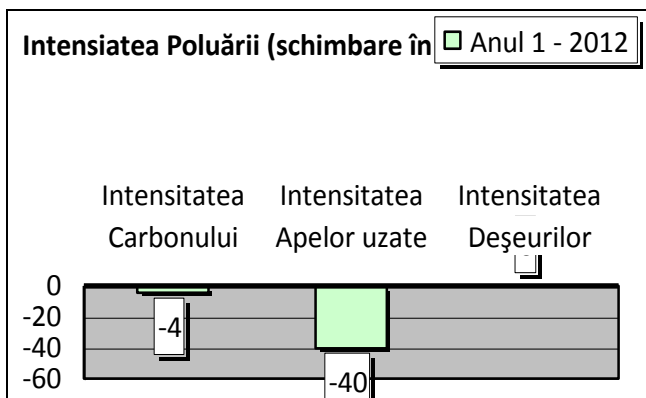 Intensiatea Poluării (schimbare în
Anul 1 - 2012
Intensitatea Carbonului
Intensitatea Apelor uzate
Intensitatea Deşeurilor
0
-20
-40
-60
-4
-40